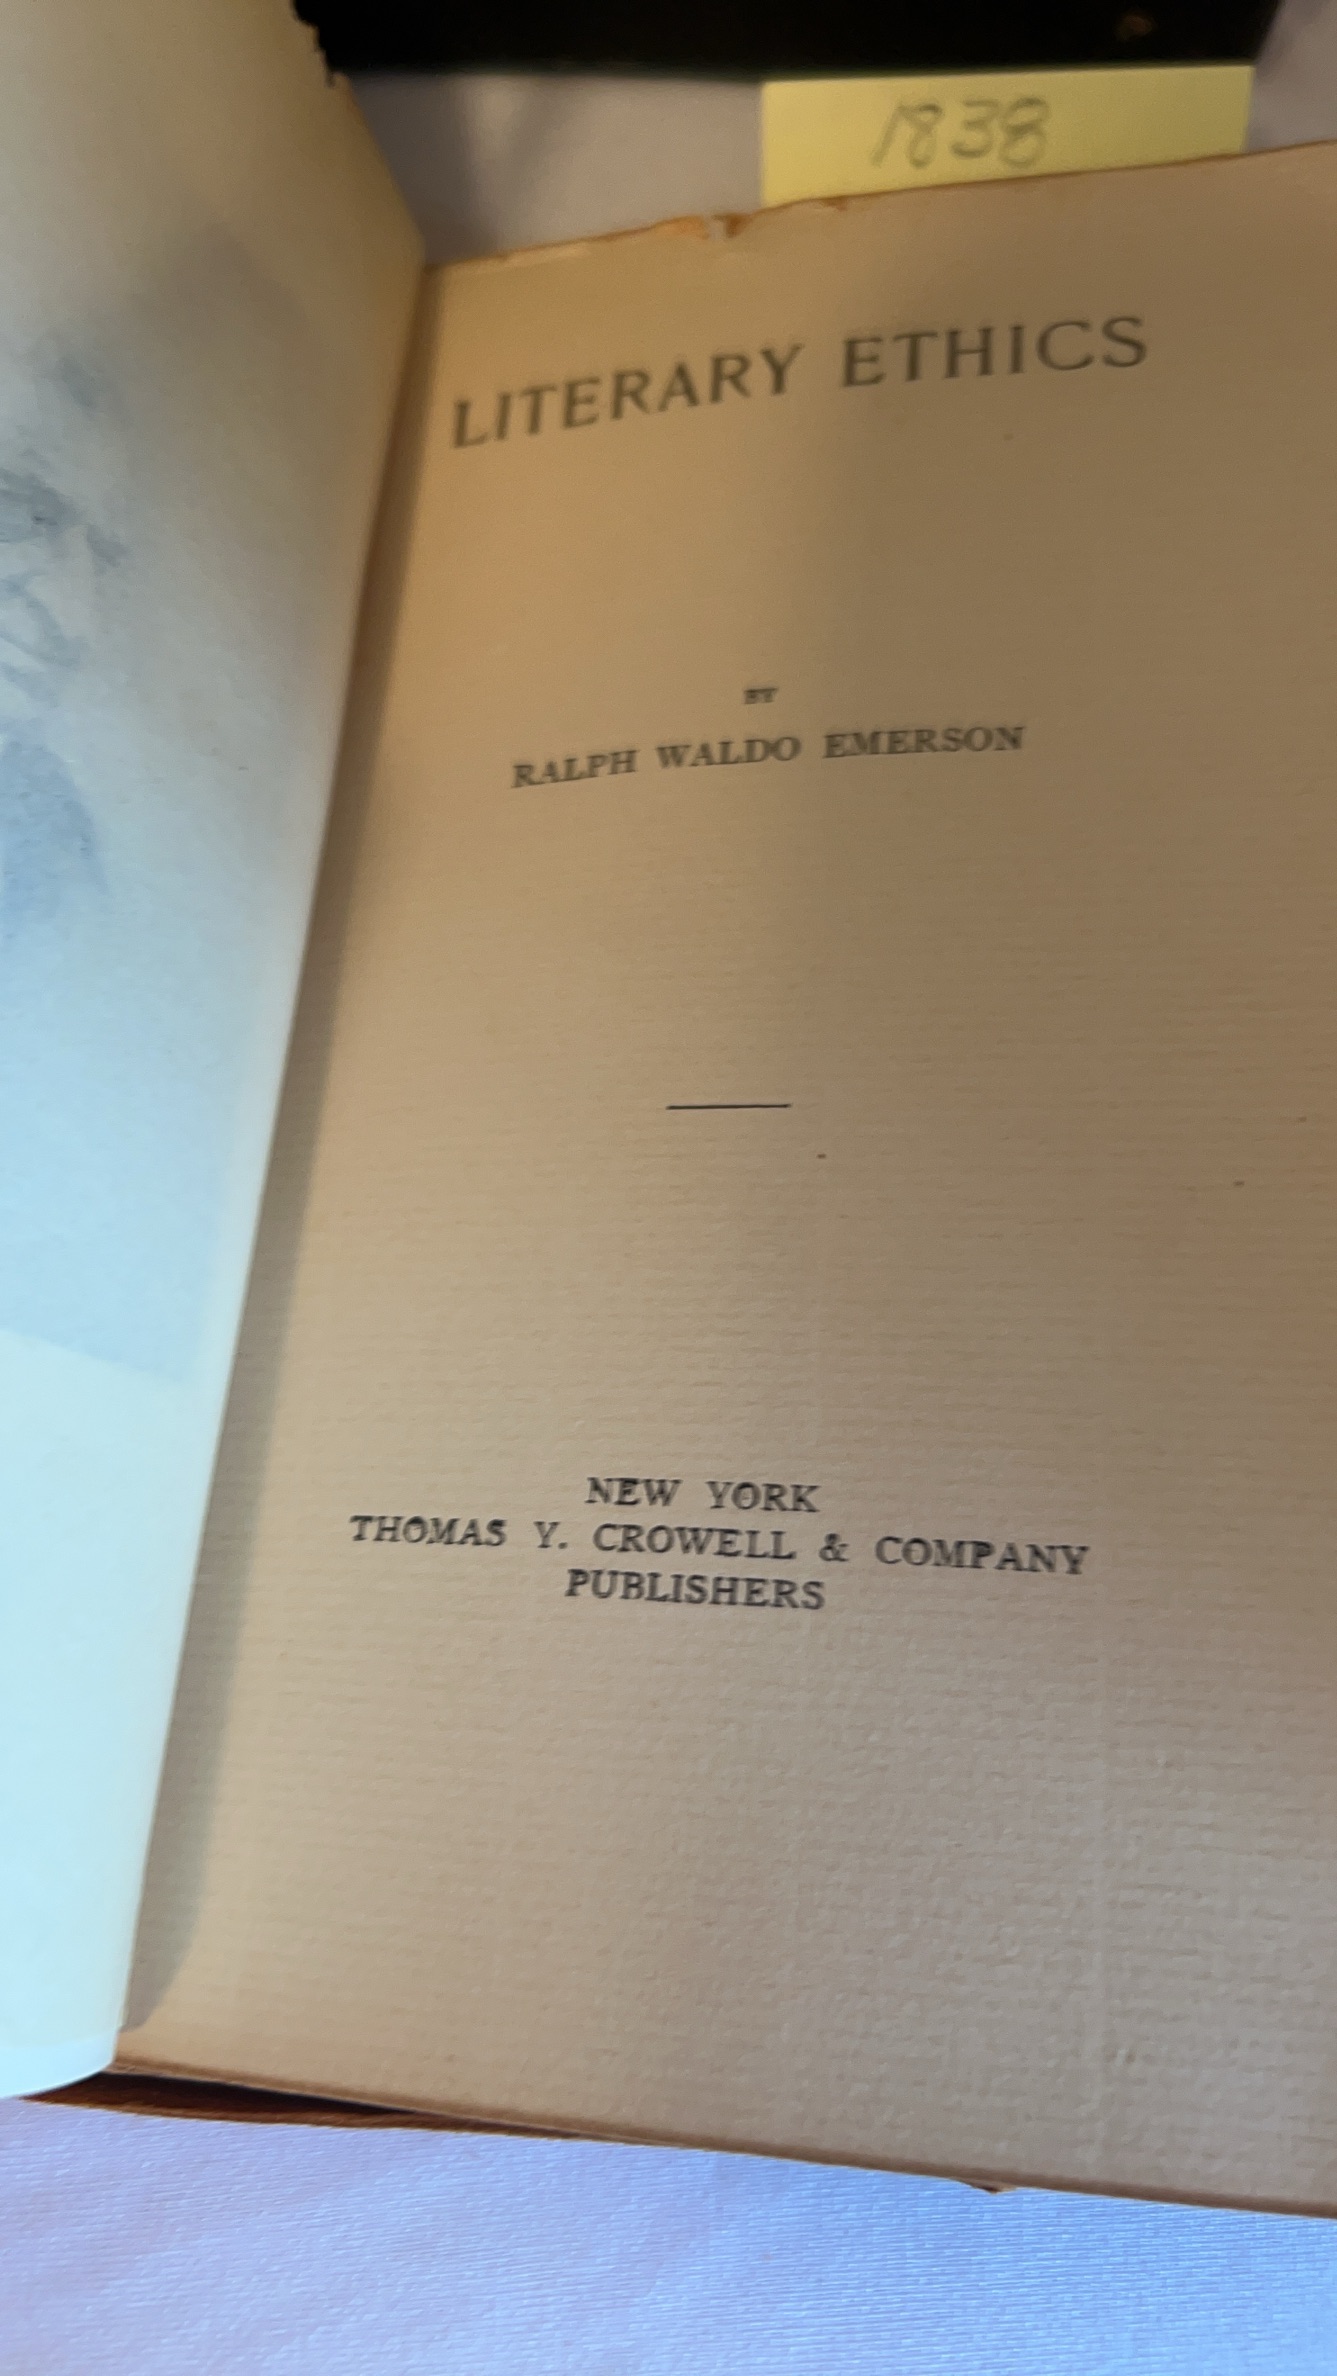 1838
LITERARY ETHICS
BY
RALPH WALDO EMERSON
NEW YORK
THOMAS Y. CROWELL & COMPANY
PUBLISHERS